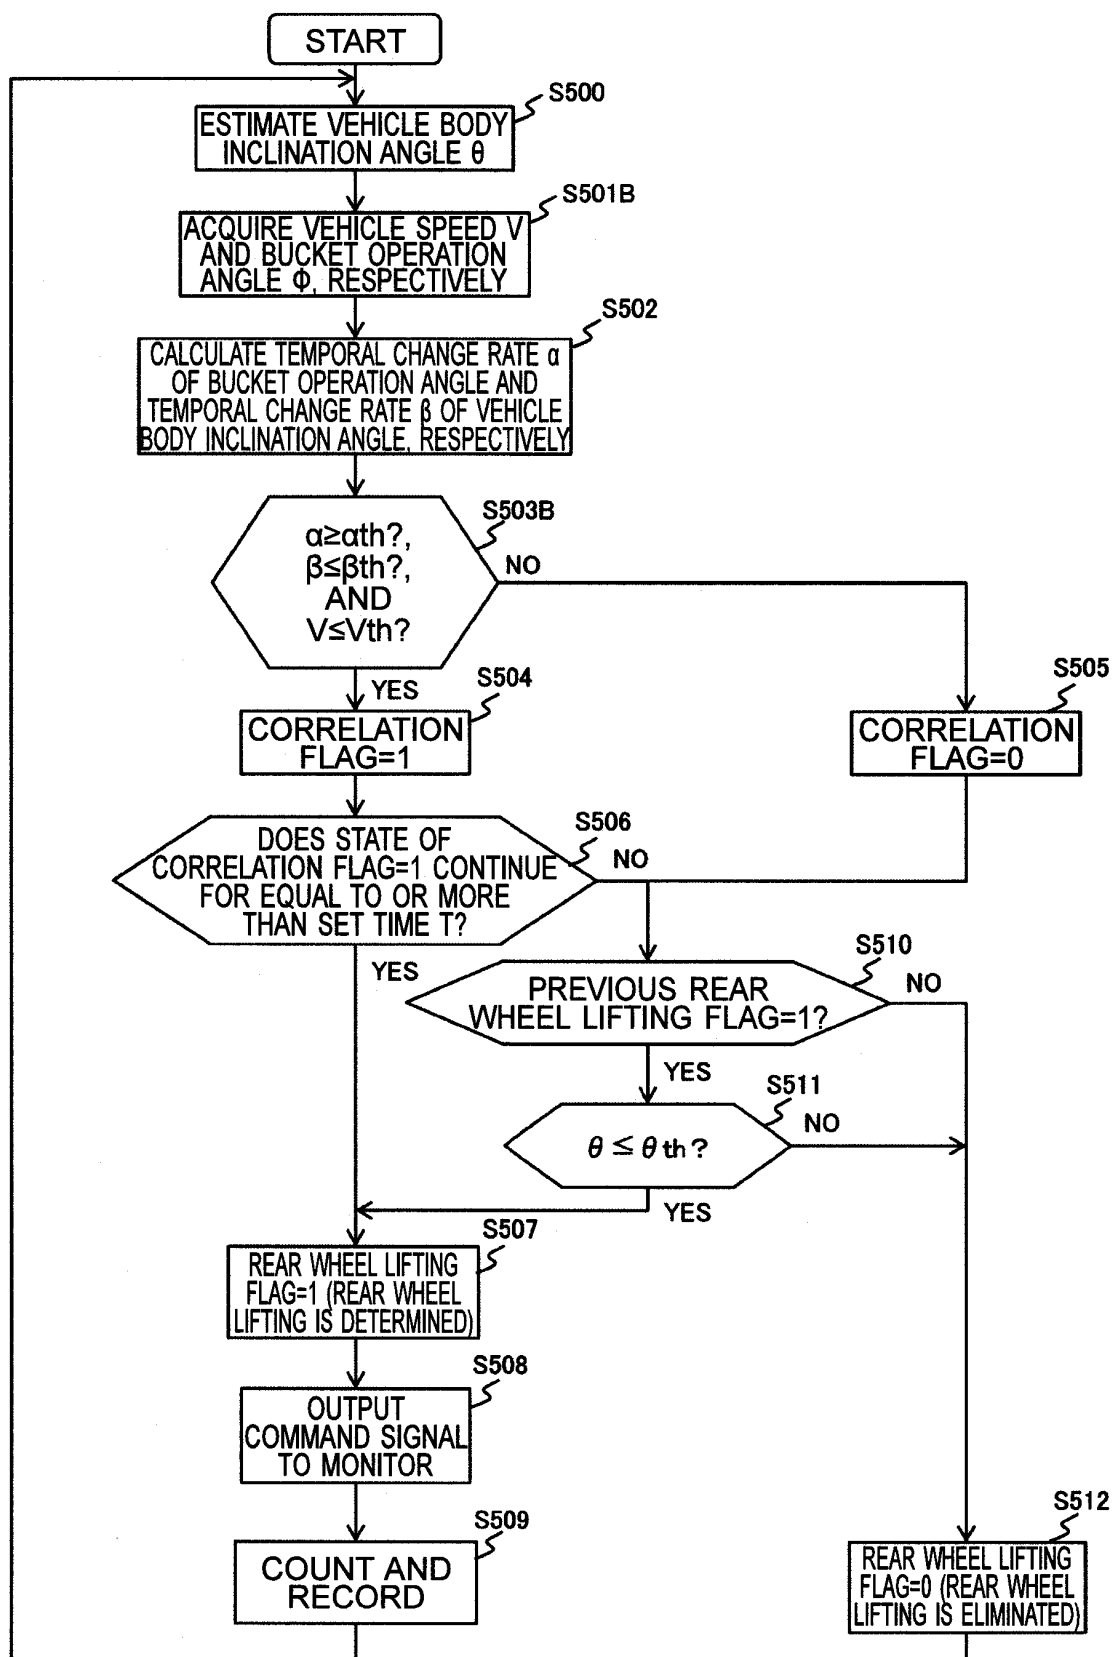 START
S500
ESTIMATE VEHICLE BODY
INCLINATION ANGLE θ
S501B
ACQUIRE VEHICLE SPEED V
AND BUCKET OPERATION
ANGLE Φ, RESPECTIVELY
S502
CALCULATE TEMPORAL CHANGE RATE α
OF BUCKET OPERATION ANGLE AND
TEMPORAL CHANGE RATE β OF VEHICLE
BODY INCLINATION ANGLE, RESPECTIVELY
S503B
α≥αth?,
β≤βth?,
AND
V≤Vth?
NO
YES
S504
CORRELATION
FLAG=1
S505
CORRELATION
FLAG=0
S506
DOES STATE OF
CORRELATION FLAG=1 CONTINUE
FOR EQUAL TO OR MORE
THAN SET TIME T?
NO
YES
S510
PREVIOUS REAR
WHEEL LIFTING FLAG=1?
NO
YES
S511
θ ≤ θth?
NO
YES
S507
REAR WHEEL LIFTING
FLAG=1 (REAR WHEEL
LIFTING IS DETERMINED)
S508
OUTPUT
COMMAND SIGNAL
TO MONITOR
S509
COUNT AND
RECORD
S512
REAR WHEEL LIFTING
FLAG=0 (REAR WHEEL
LIFTING IS ELIMINATED)